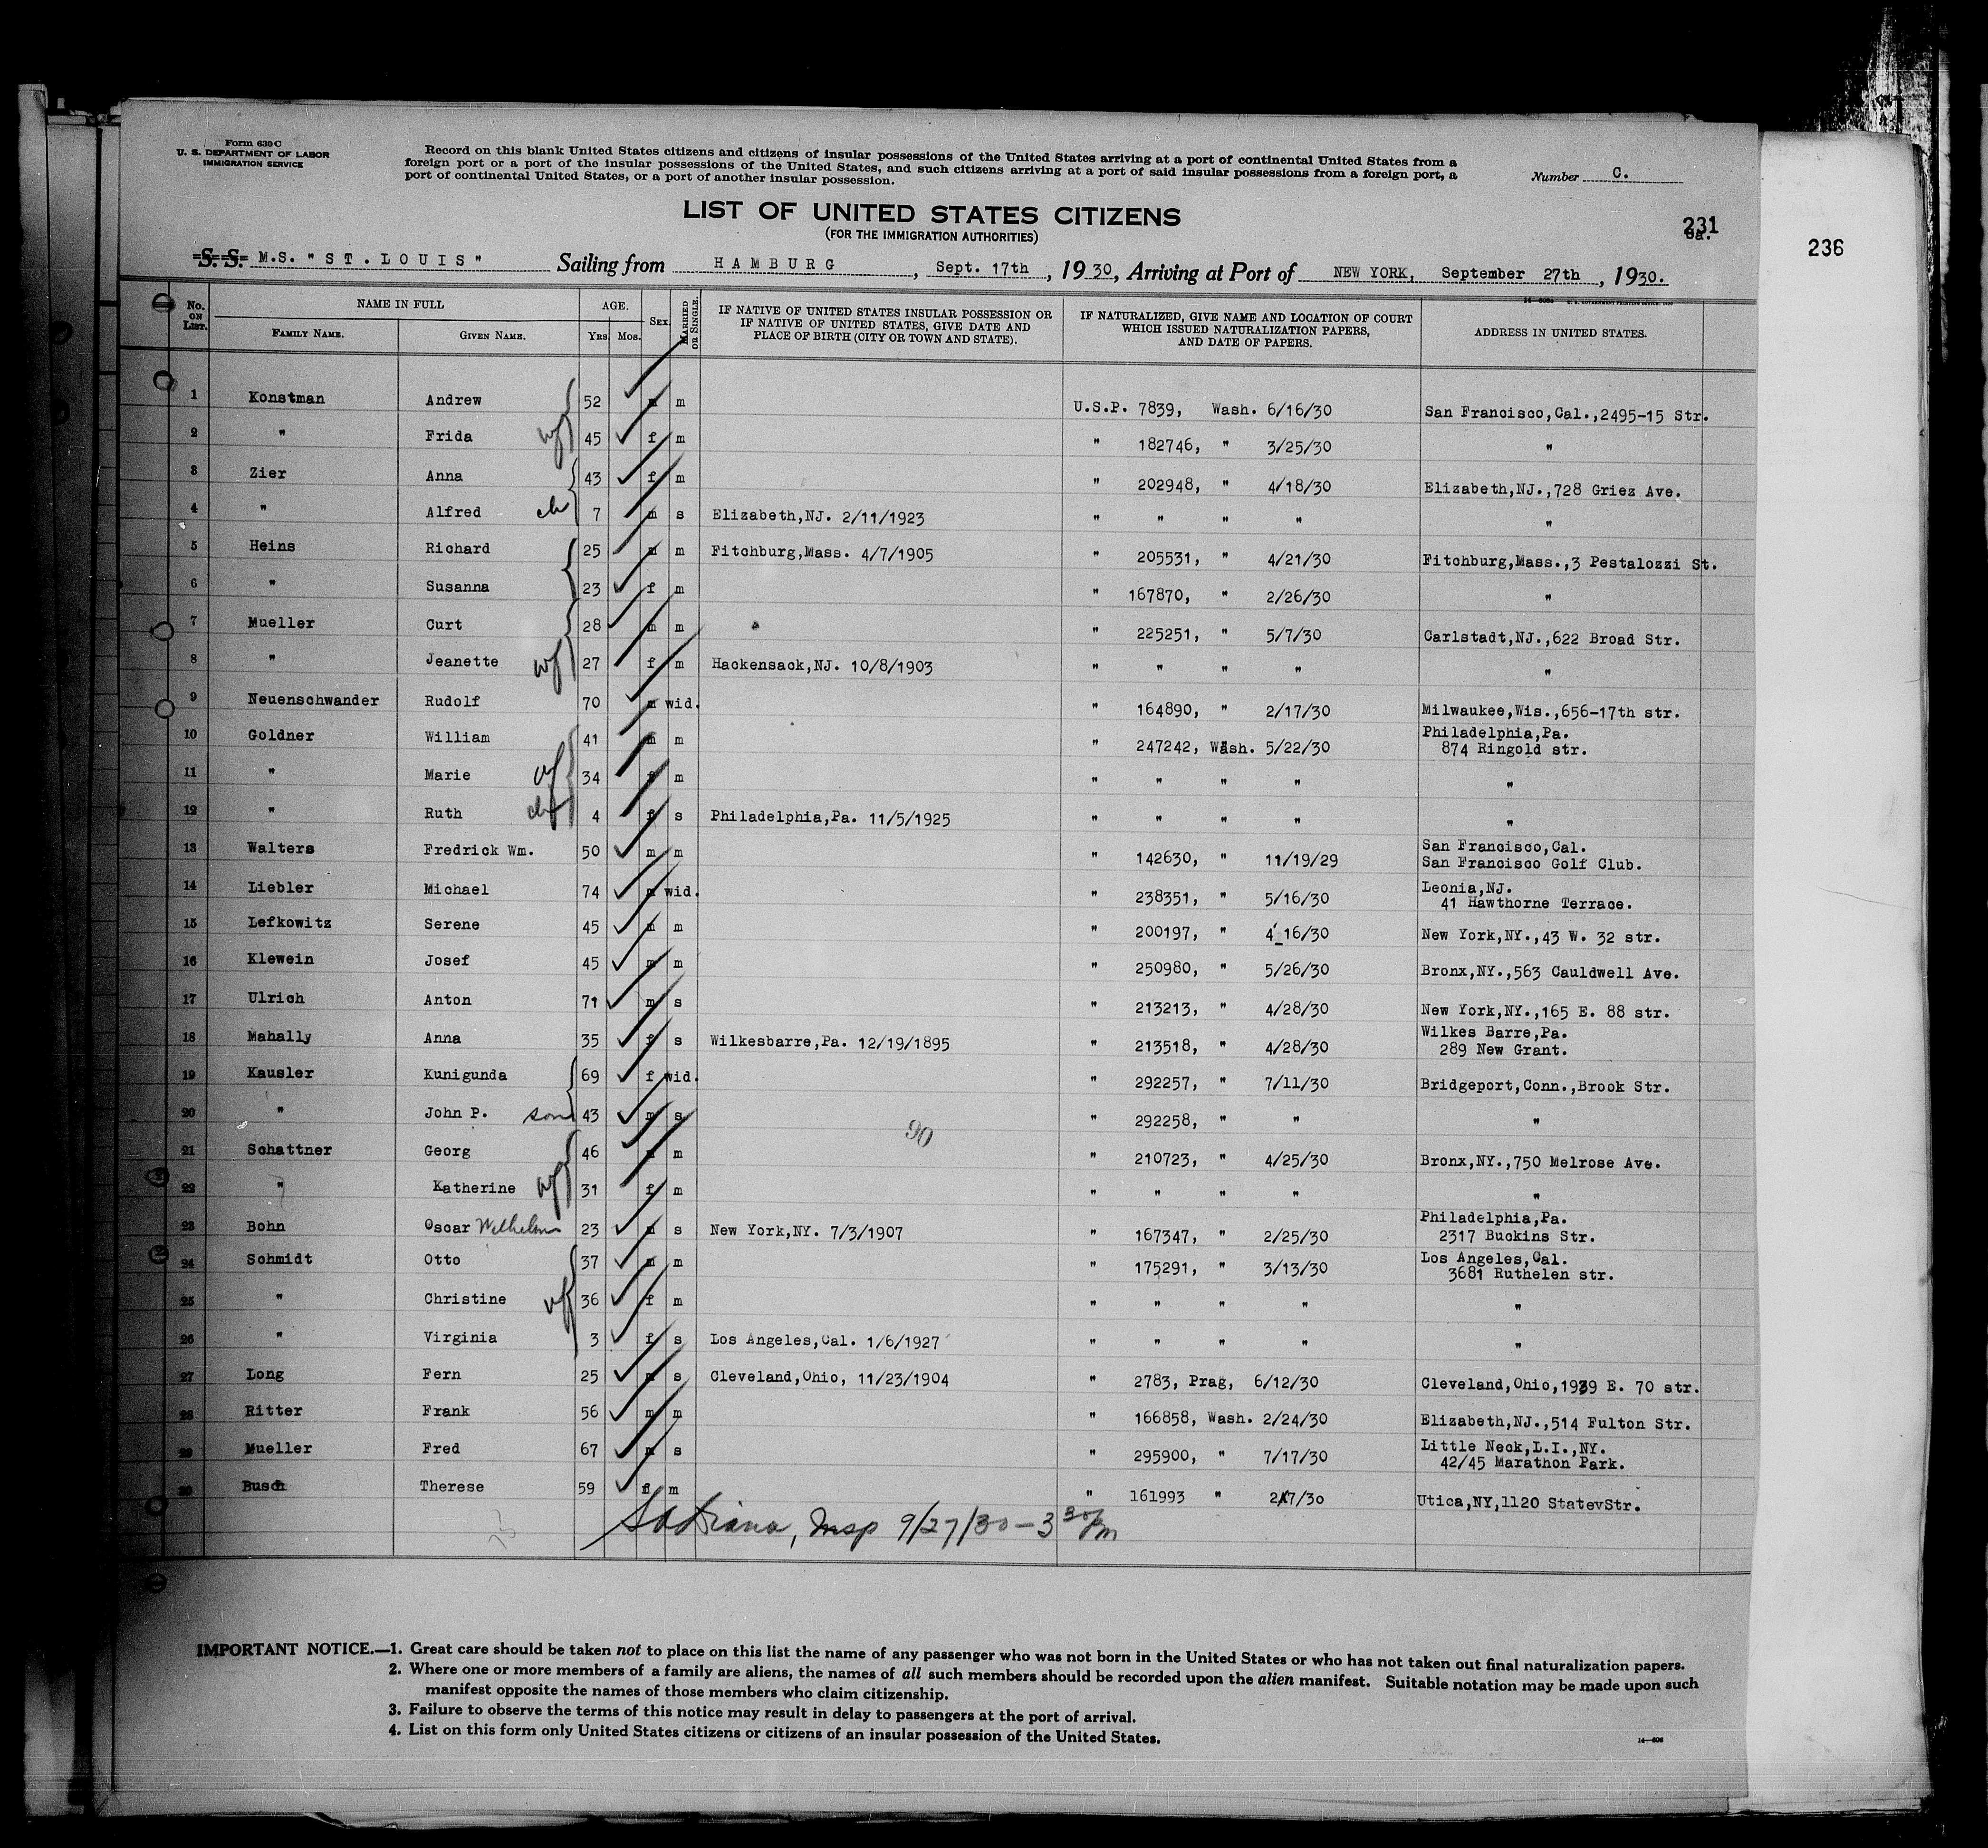 Form 630 C
U. S. DEPARTMENT OF LABOR
IMMIGRATION SERVICE
Record on this blank United States citizens and citizens of insular possessions of the United States arriving at a port of continental United States from a
foreign port or a port of the insular possessions of the United States, and such citizens arriving at a port of said insular possessions from a foreign port, a
port of continental United States, or a port of another insular possession.
Number C.
LIST OF UNITED STATES CITIZENS
(FOR THE IMMIGRATION AUTHORITIES)
231
236
S. S. M.S. "ST.LOUIS" Sailing from HAMBURG, Sept. 17th, 1930, Arriving at Port of NEW YORK, September 27th, 1930.
No. ON LIST. NAME IN FULL FAMILY NAME. GIVEN NAME. AGE. YRS. MOS. SEX. MARRIED OR SINGLE. IF NATIVE OF UNITED STATES INSULAR POSSESSION OR IF NATIVE OF UNITED STATES, GIVE DATE AND PLACE OF BIRTH (CITY OR TOWN AND STATE). IF NATURALIZED, GIVE NAME AND LOCATION OF COURT WHICH ISSUED NATURALIZATION PAPERS, AND DATE OF PAPERS. ADDRESS IN UNITED STATES.
1 Konstman Andrew 52 m m U.S.P. 7839, Wash. 6/16/30 San Francisco,Cal.,2495-15 Str.
2 " Frida wf 45 f m " 182746, " 3/25/30 "
3 Zier Anna 43 f m " 202948, " 4/18/30 Elizabeth,NJ.,728 Griez Ave.
4 " Alfred ch 7 m s Elizabeth,NJ. 2/11/1923 " " " " "
5 Heins Richard 25 m m Fitchburg,Mass. 4/7/1905 " 205531, " 4/21/30 Fitchburg,Mass.,3 Pestalozzi St.
6 " Susanna 23 f m " 167870, " 2/26/30 "
7 Mueller Curt 28 m m " 225251, " 5/7/30 Carlstadt,NJ.,622 Broad Str.
8 " Jeanette wf 27 f m Hackensack,NJ. 10/8/1903 " " " " "
9 Neuenschwander Rudolf 70 m wid. " 164890, " 2/17/30 Milwaukee,Wis.,656-17th str.
10 Goldner William 41 m m " 247242, Wash. 5/22/30 Philadelphia,Pa. 874 Ringold str.
11 " Marie wf 34 f m " " " " "
12 " Ruth ch 4 f s Philadelphia,Pa. 11/5/1925 " " " " "
13 Walters Fredrick Wm. 50 m m " 142630, " 11/19/29 San Francisco,Cal. San Francisco Golf Club.
14 Liebler Michael 74 m wid. " 238351, " 5/16/30 Leonia,NJ. 41 Hawthorne Terrace.
15 Lefkowitz Serene 45 m m " 200197, " 4 16/30 New York,NY.,43 W. 32 str.
16 Klewein Josef 45 m m " 250980, " 5/26/30 Bronx,NY.,563 Cauldwell Ave.
17 Ulrich Anton 71 m s " 213213, " 4/28/30 New York,NY.,165 E. 88 str.
18 Mahally Anna 35 f s Wilkesbarre,Pa. 12/19/1895 " 213518, " 4/28/30 Wilkes Barre,Pa. 289 New Grant.
19 Kausler Kunigunda 69 f wid. " 292257, " 7/11/30 Bridgeport,Conn.,Brook Str.
20 " John P. son 43 m s " 292258, " " "
90
21 Schattner Georg 46 m m " 210723, " 4/25/30 Bronx,NY.,750 Melrose Ave.
22 " Katherine wf 31 f m " " " " "
23 Bohn Oscar Wilhelm 23 m s New York,NY. 7/3/1907 " 167347, " 2/25/30 Philadelphia,Pa. 2317 Buckins Str.
24 Schmidt Otto 37 m m " 175291, " 3/13/30 Los Angeles,Cal. 3681 Ruthelen str.
25 " Christine wf 36 f m " " " " "
26 " Virginia 3 f s Los Angeles,Cal. 1/6/1927 " " " " "
27 Long Fern 25 s Cleveland,Ohio, 11/23/1904 " 2783, Prag, 6/12/30 Cleveland,Ohio,1939 E. 70 str.
28 Ritter Frank 56 m m " 166858, Wash. 2/24/30 Elizabeth,NJ.,514 Fulton Str.
29 Mueller Fred 67 m s " 295900, " 7/17/30 Little Neck,L.I.,NY. 42/45 Marathon Park.
30 Busch Therese 59 f m " 161993 " 2/7/30 Utica,NY,1120 StatevStr.
Insp 9/27/30 - 3 30 pm
IMPORTANT NOTICE.—1. Great care should be taken not to place on this list the name of any passenger who was not born in the United States or who has not taken out final naturalization papers.
2. Where one or more members of a family are aliens, the names of all such members should be recorded upon the alien manifest. Suitable notation may be made upon such
manifest opposite the names of those members who claim citizenship.
3. Failure to observe the terms of this notice may result in delay to passengers at the port of arrival.
4. List on this form only United States citizens or citizens of an insular possession of the United States.